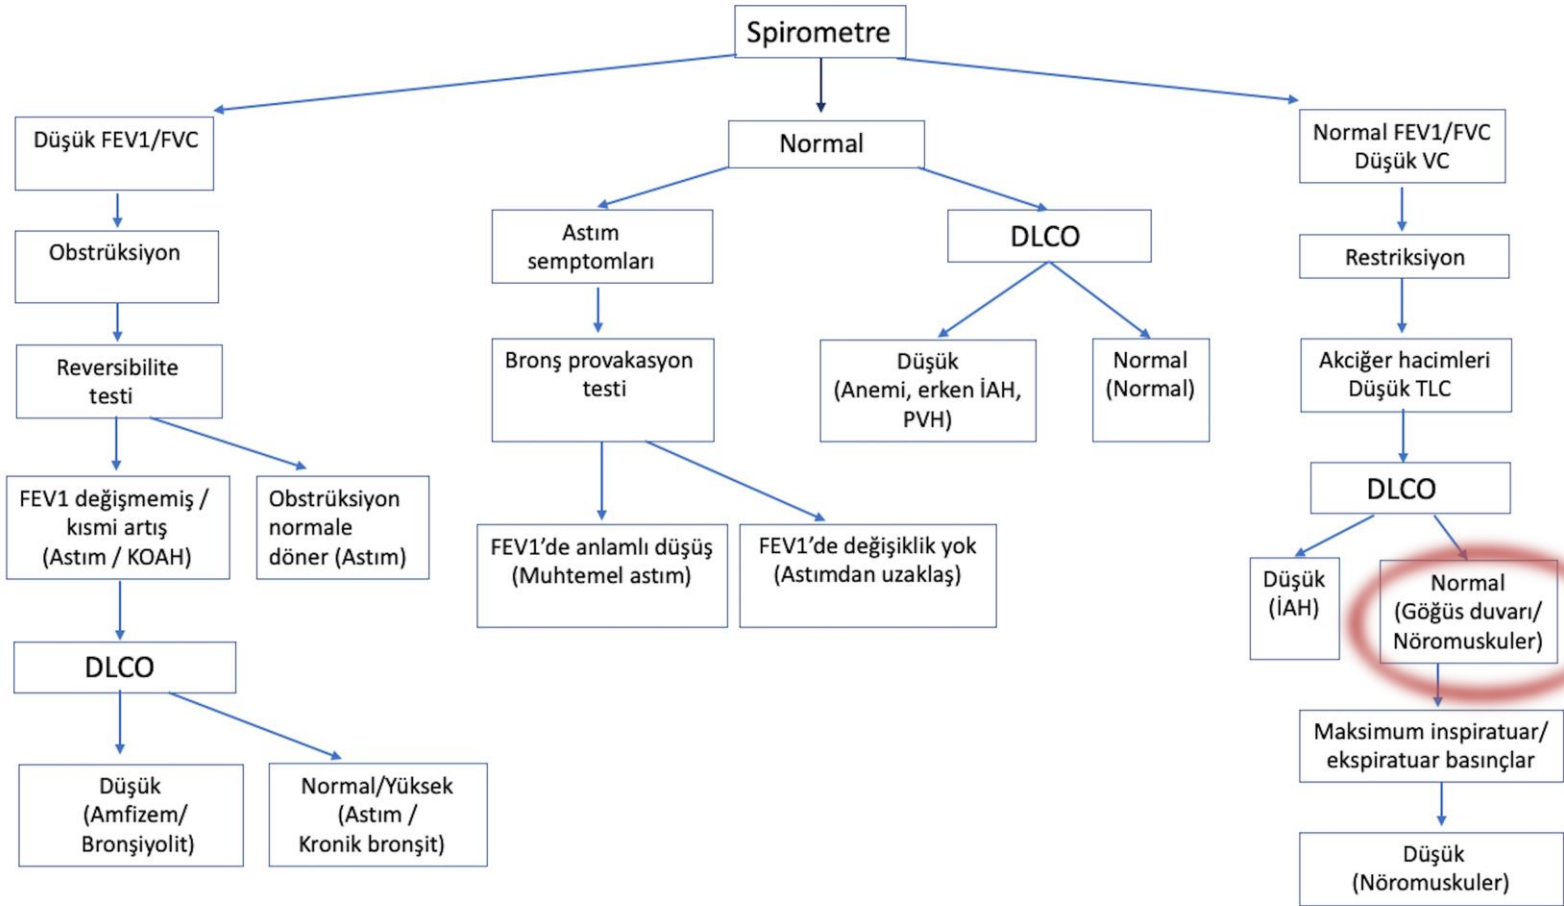 Spirometre
Düşük FEV1/FVC
Obstrüksiyon
Reversibilite
testi
FEV1 değişmemiş /
kısmi artış
(Astım / KOAH)
Obstrüksiyon
normale
döner (Astım)
DLCO
Düşük
(Amfizem/
Bronşiyolit)
Normal/Yüksek
(Astım /
Kronik bronşit)
Normal
Astım
semptomları
Bronş provakasyon
testi
FEV1’de anlamlı düşüş
(Muhtemel astım)
FEV1’de değişiklik yok
(Astımdan uzaklaş)
DLCO
Düşük
(Anemi, erken İAH,
PVH)
Normal
(Normal)
Normal FEV1/FVC
Düşük VC
Restriksiyon
Akciğer hacimleri
Düşük TLC
DLCO
Düşük
(İAH)
Normal
(Göğüs duvarı/
Nöromuskuler)
Maksimum inspiratuar/
ekspiratuar basınçlar
Düşük
(Nöromuskuler)